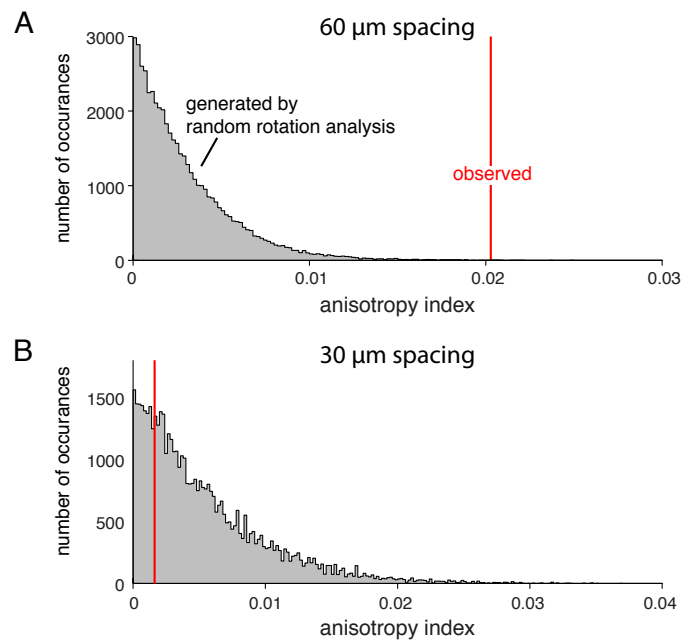 A
60 µm spacing
number of occurances
3000
2000
1000
0
generated by
random rotation analysis
observed
0
0.01
0.02
0.03
anisotropy index
B
30 µm spacing
number of occurances
1500
1000
500
0
0
0.01
0.02
0.03
0.04
anisotropy index